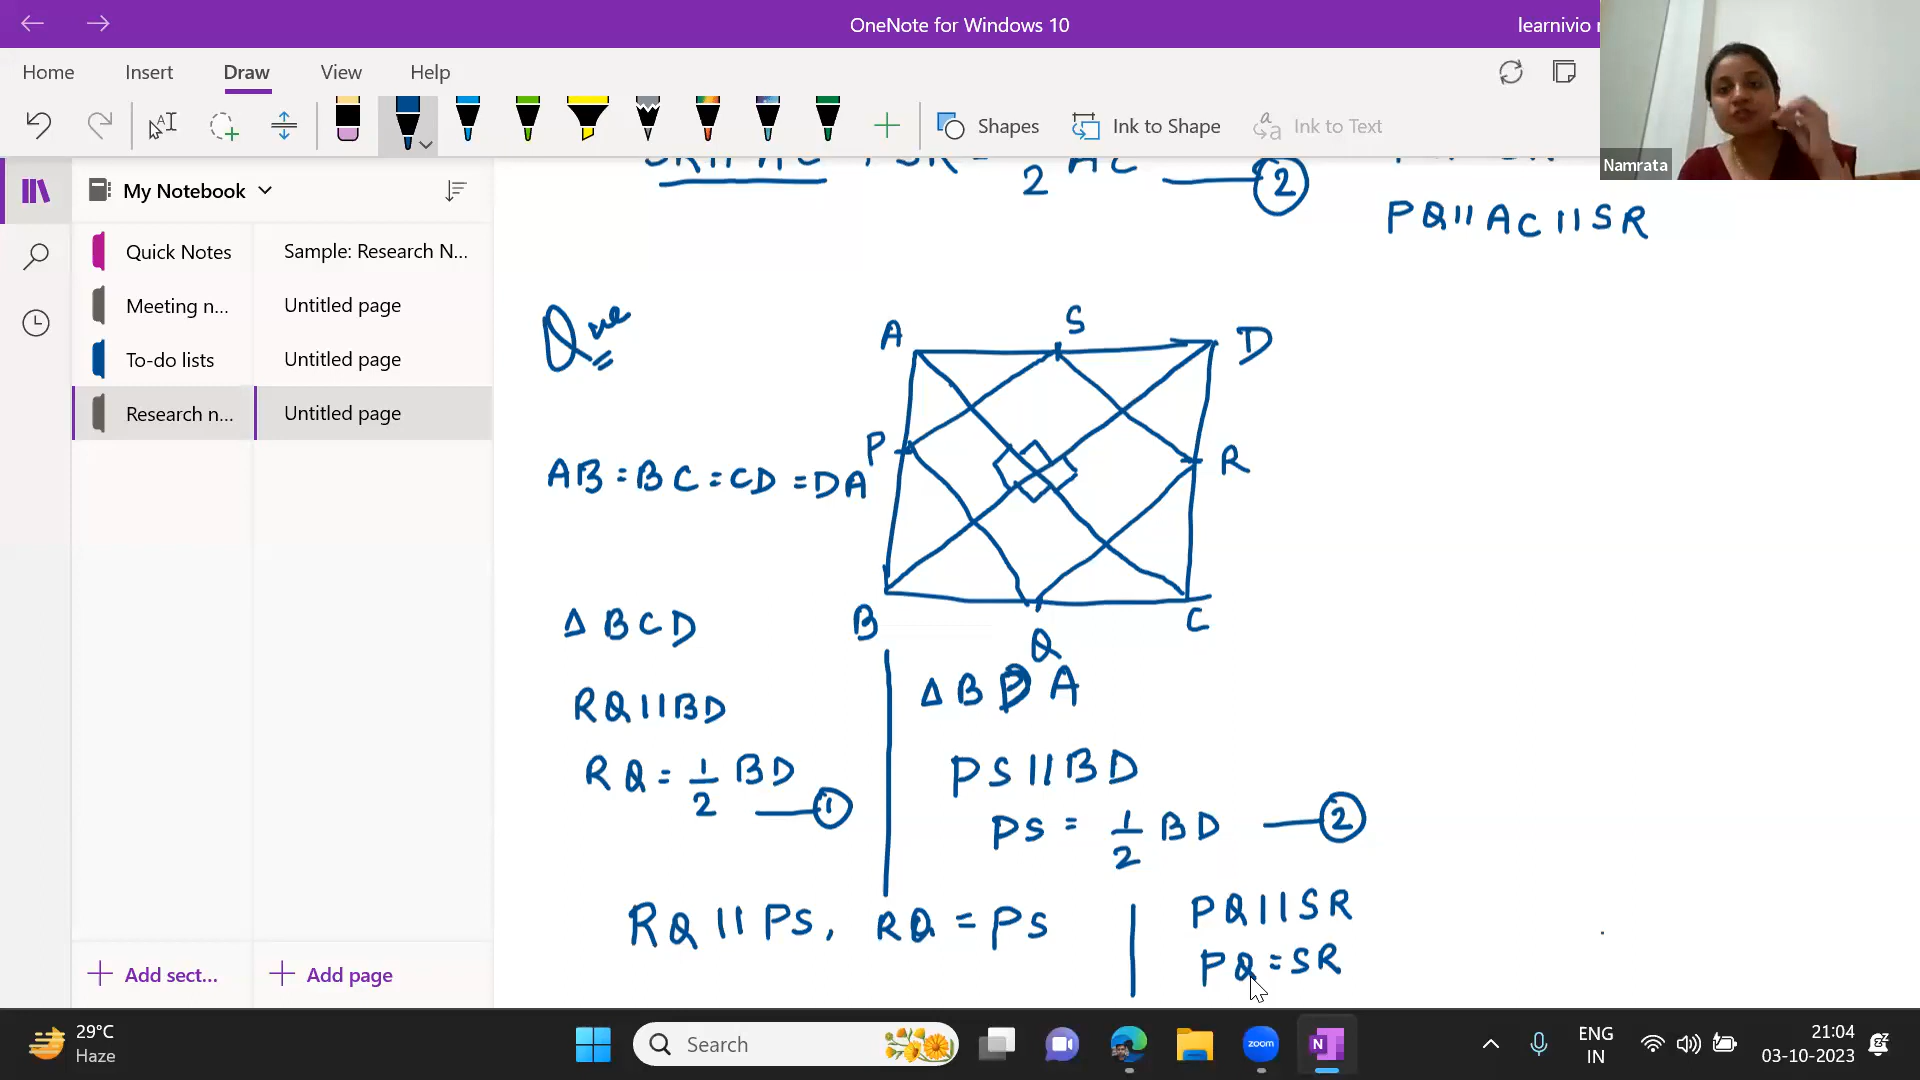 OneNote for Windows 10
learnivio
Home Insert Draw View Help
Shapes Ink to Shape Ink to Text
Namrata
My Notebook
Quick Notes
Meeting n...
To-do lists
Research n...
Sample: Research N...
Untitled page
Untitled page
Untitled page
SR = 2 AC ②
PQ||AC||SR
Que
A S D
P R
AB = BC = CD = DA
B Q C
Δ BCD
RQ||BD
RQ = 1/2 BD ①
Δ BDA
PS||BD
PS = 1/2 BD ②
RQ || PS, RQ = PS
PQ||SR
PQ = SR
Add sect...
Add page
29°C
Haze
Search
zoom
N
ENG
IN
21:04
03-10-2023